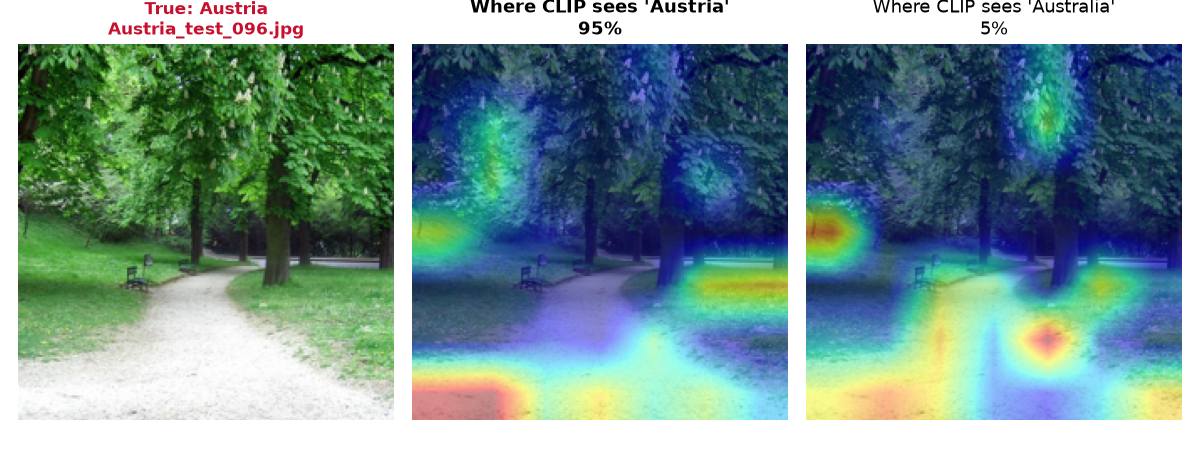 True: Austria
Austria_test_096.jpg
Where CLIP sees 'Austria'
95%
Where CLIP sees 'Australia'
5%